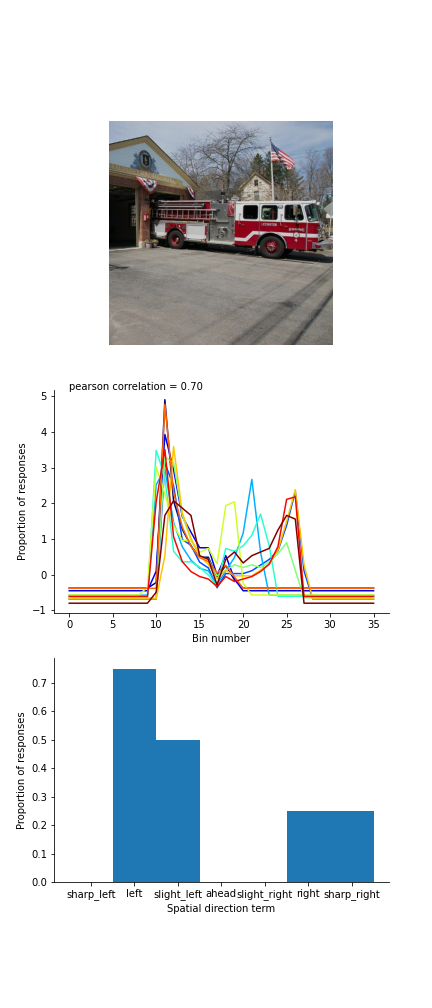 pearson correlation = 0.70
Proportion of responses
5
4
3
2
1
0
−1
0 5 10 15 20 25 30 35
Bin number
Proportion of responses
0.7
0.6
0.5
0.4
0.3
0.2
0.1
0.0
sharp_left left slight_left ahead slight_right right sharp_right
Spatial direction term